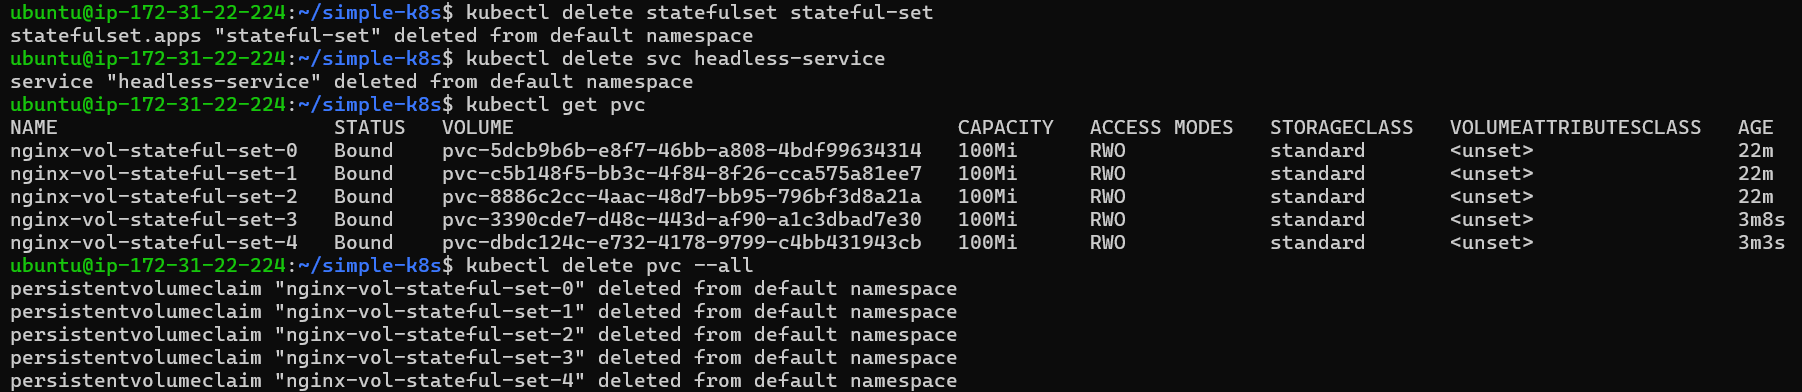 ubuntu@ip-172-31-22-224:~/simple-k8s$ kubectl delete statefulset stateful-set
statefulset.apps "stateful-set" deleted from default namespace
ubuntu@ip-172-31-22-224:~/simple-k8s$ kubectl delete svc headless-service
service "headless-service" deleted from default namespace
ubuntu@ip-172-31-22-224:~/simple-k8s$ kubectl get pvc
NAME                       STATUS   VOLUME                                     CAPACITY   ACCESS MODES   STORAGECLASS   VOLUMEATTRIBUTESCLASS   AGE
nginx-vol-stateful-set-0   Bound    pvc-5dcb9b6b-e8f7-46bb-a808-4bdf99634314   100Mi      RWO            standard       <unset>                 22m
nginx-vol-stateful-set-1   Bound    pvc-c5b148f5-bb3c-4f84-8f26-cca575a81ee7   100Mi      RWO            standard       <unset>                 22m
nginx-vol-stateful-set-2   Bound    pvc-8886c2cc-4aac-48d7-bb95-796bf3d8a21a   100Mi      RWO            standard       <unset>                 22m
nginx-vol-stateful-set-3   Bound    pvc-3390cde7-d48c-443d-af90-a1c3dbad7e30   100Mi      RWO            standard       <unset>                 3m8s
nginx-vol-stateful-set-4   Bound    pvc-dbdc124c-e732-4178-9799-c4bb431943cb   100Mi      RWO            standard       <unset>                 3m3s
ubuntu@ip-172-31-22-224:~/simple-k8s$ kubectl delete pvc --all
persistentvolumeclaim "nginx-vol-stateful-set-0" deleted from default namespace
persistentvolumeclaim "nginx-vol-stateful-set-1" deleted from default namespace
persistentvolumeclaim "nginx-vol-stateful-set-2" deleted from default namespace
persistentvolumeclaim "nginx-vol-stateful-set-3" deleted from default namespace
persistentvolumeclaim "nginx-vol-stateful-set-4" deleted from default namespace